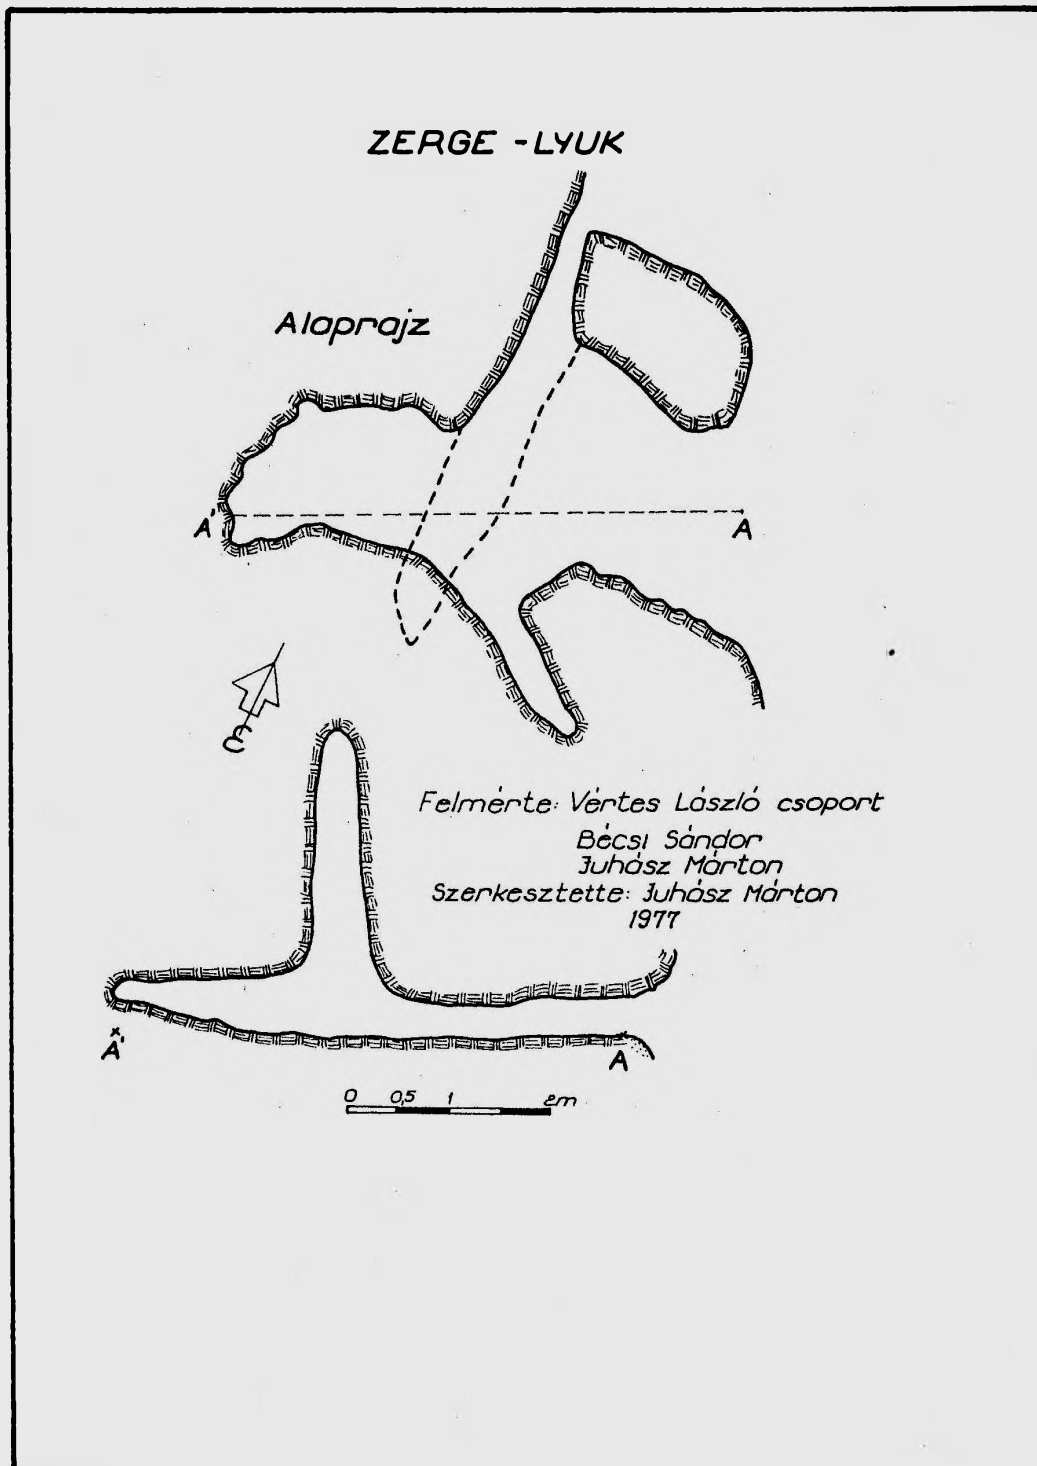 ZERGE - LYUK
Alaprajz
A' A
É
Felmérte: Vértes László csoport
Bécsi Sándor
Juhász Márton
Szerkesztette: Juhász Márton
1977
A' A
0 0,5 1 2m